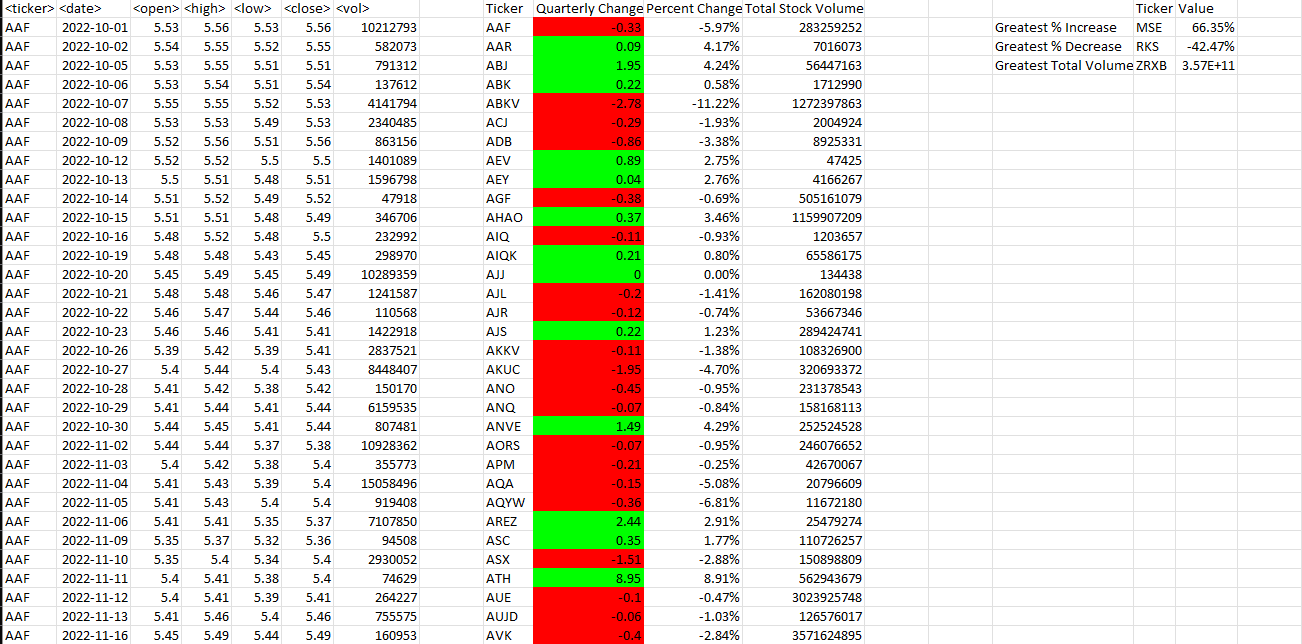 <ticker> <date> <open> <high> <low> <close> <vol> Ticker Quarterly Change Percent Change Total Stock Volume Ticker Value
AAF 2022-10-01 5.53 5.56 5.53 5.56 10212793 AAF -0.33 -5.97% 283259252 Greatest % Increase MSE 66.35%
AAF 2022-10-02 5.54 5.55 5.52 5.55 582073 AAR 0.09 4.17% 7016073 Greatest % Decrease RKS -42.47%
AAF 2022-10-05 5.53 5.55 5.51 5.51 791312 ABJ 1.95 4.24% 56447163 Greatest Total Volume ZRXB 3.57E+11
AAF 2022-10-06 5.53 5.54 5.51 5.54 137612 ABK 0.22 0.58% 1712990
AAF 2022-10-07 5.55 5.55 5.52 5.53 4141794 ABKV -2.78 -11.22% 1272397863
AAF 2022-10-08 5.53 5.53 5.49 5.53 2340485 ACJ -0.29 -1.93% 2004924
AAF 2022-10-09 5.52 5.56 5.51 5.56 863156 ADB -0.86 -3.38% 8925331
AAF 2022-10-12 5.52 5.52 5.5 5.5 1401089 AEV 0.89 2.75% 47425
AAF 2022-10-13 5.5 5.51 5.48 5.51 1596798 AEY 0.04 2.76% 4166267
AAF 2022-10-14 5.51 5.52 5.49 5.52 47918 AGF -0.38 -0.69% 505161079
AAF 2022-10-15 5.51 5.51 5.48 5.49 346706 AHAO 0.37 3.46% 1159907209
AAF 2022-10-16 5.48 5.52 5.48 5.5 232992 AIQ -0.11 -0.93% 1203657
AAF 2022-10-19 5.48 5.48 5.43 5.45 298970 AIQK 0.21 0.80% 65586175
AAF 2022-10-20 5.45 5.49 5.45 5.49 10289359 AJJ 0 0.00% 134438
AAF 2022-10-21 5.48 5.48 5.46 5.47 1241587 AJL -0.2 -1.41% 162080198
AAF 2022-10-22 5.46 5.47 5.44 5.46 110568 AJR -0.12 -0.74% 53667346
AAF 2022-10-23 5.46 5.46 5.41 5.41 1422918 AJS 0.22 1.23% 289424741
AAF 2022-10-26 5.39 5.42 5.39 5.41 2837521 AKKV -0.11 -1.38% 108326900
AAF 2022-10-27 5.4 5.44 5.4 5.43 8448407 AKUC -1.95 -4.70% 320693372
AAF 2022-10-28 5.41 5.42 5.38 5.42 150170 ANO -0.45 -0.95% 231378543
AAF 2022-10-29 5.41 5.44 5.41 5.44 6159535 ANQ -0.07 -0.84% 158168113
AAF 2022-10-30 5.44 5.45 5.41 5.44 807481 ANVE 1.49 4.29% 252524528
AAF 2022-11-02 5.44 5.44 5.37 5.38 10928362 AORS -0.07 -0.95% 246076652
AAF 2022-11-03 5.4 5.42 5.38 5.4 355773 APM -0.21 -0.25% 42670067
AAF 2022-11-04 5.41 5.43 5.39 5.4 15058496 AQA -0.15 -5.08% 20796609
AAF 2022-11-05 5.41 5.43 5.4 5.4 919408 AQYW -0.36 -6.81% 11672180
AAF 2022-11-06 5.41 5.41 5.35 5.37 7107850 AREZ 2.44 2.91% 25479274
AAF 2022-11-09 5.35 5.37 5.32 5.36 94508 ASC 0.35 1.77% 110726257
AAF 2022-11-10 5.35 5.4 5.34 5.4 2930052 ASX -1.51 -2.88% 150898809
AAF 2022-11-11 5.4 5.41 5.38 5.4 74629 ATH 8.95 8.91% 562943679
AAF 2022-11-12 5.4 5.41 5.39 5.41 264227 AUE -0.1 -0.47% 3023925748
AAF 2022-11-13 5.41 5.46 5.4 5.46 755575 AUJD -0.06 -1.03% 126576017
AAF 2022-11-16 5.45 5.49 5.44 5.49 160953 AVK -0.4 -2.84% 3571624895